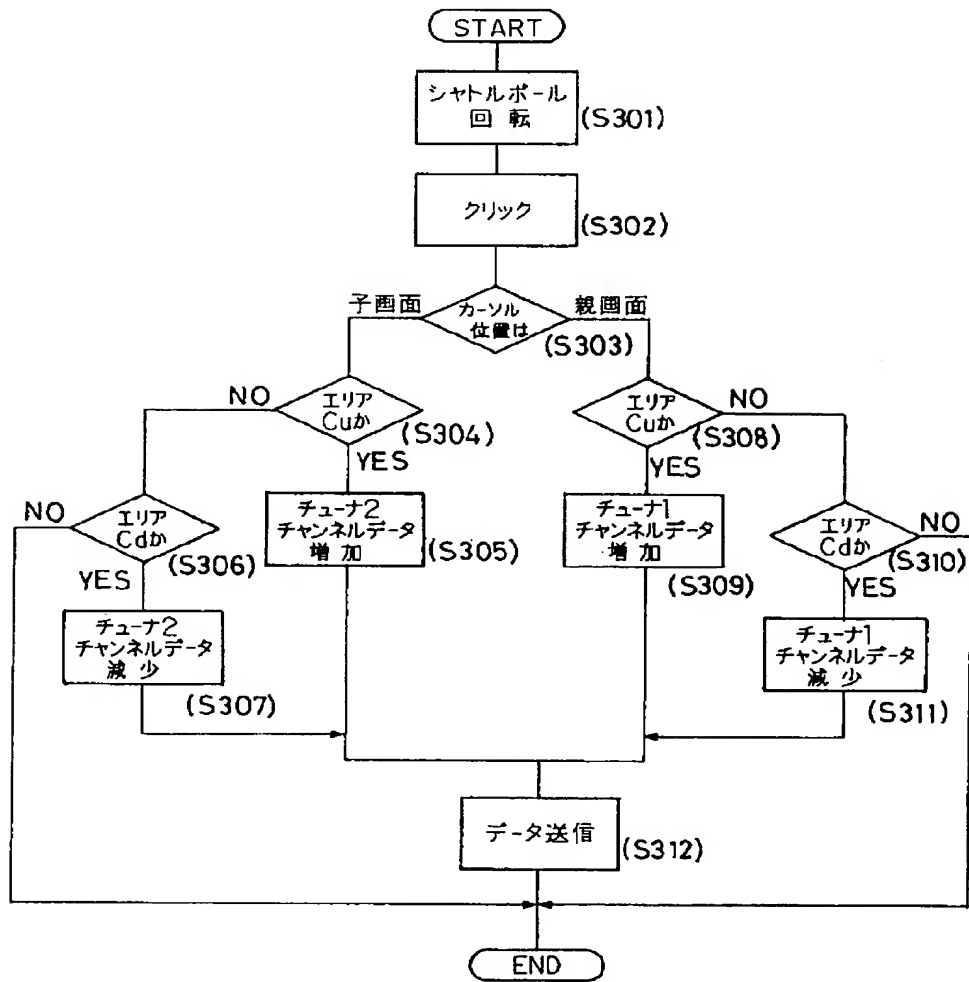 START
シャトルボール
回転
(S301)
クリック
(S302)
子画面
カーソル
位置は
親画面
(S303)
NO
エリア
Cuか
(S304)
YES
エリア
Cuか
NO
(S308)
YES
NO
エリア
Cdか
(S306)
YES
チューナ2
チャンネルデータ
増加
(S305)
チューナ1
チャンネルデータ
増加
(S309)
エリア
Cdか
NO
(S310)
YES
チューナ2
チャンネルデータ
減少
(S307)
チューナ1
チャンネルデータ
減少
(S311)
データ送信
(S312)
END